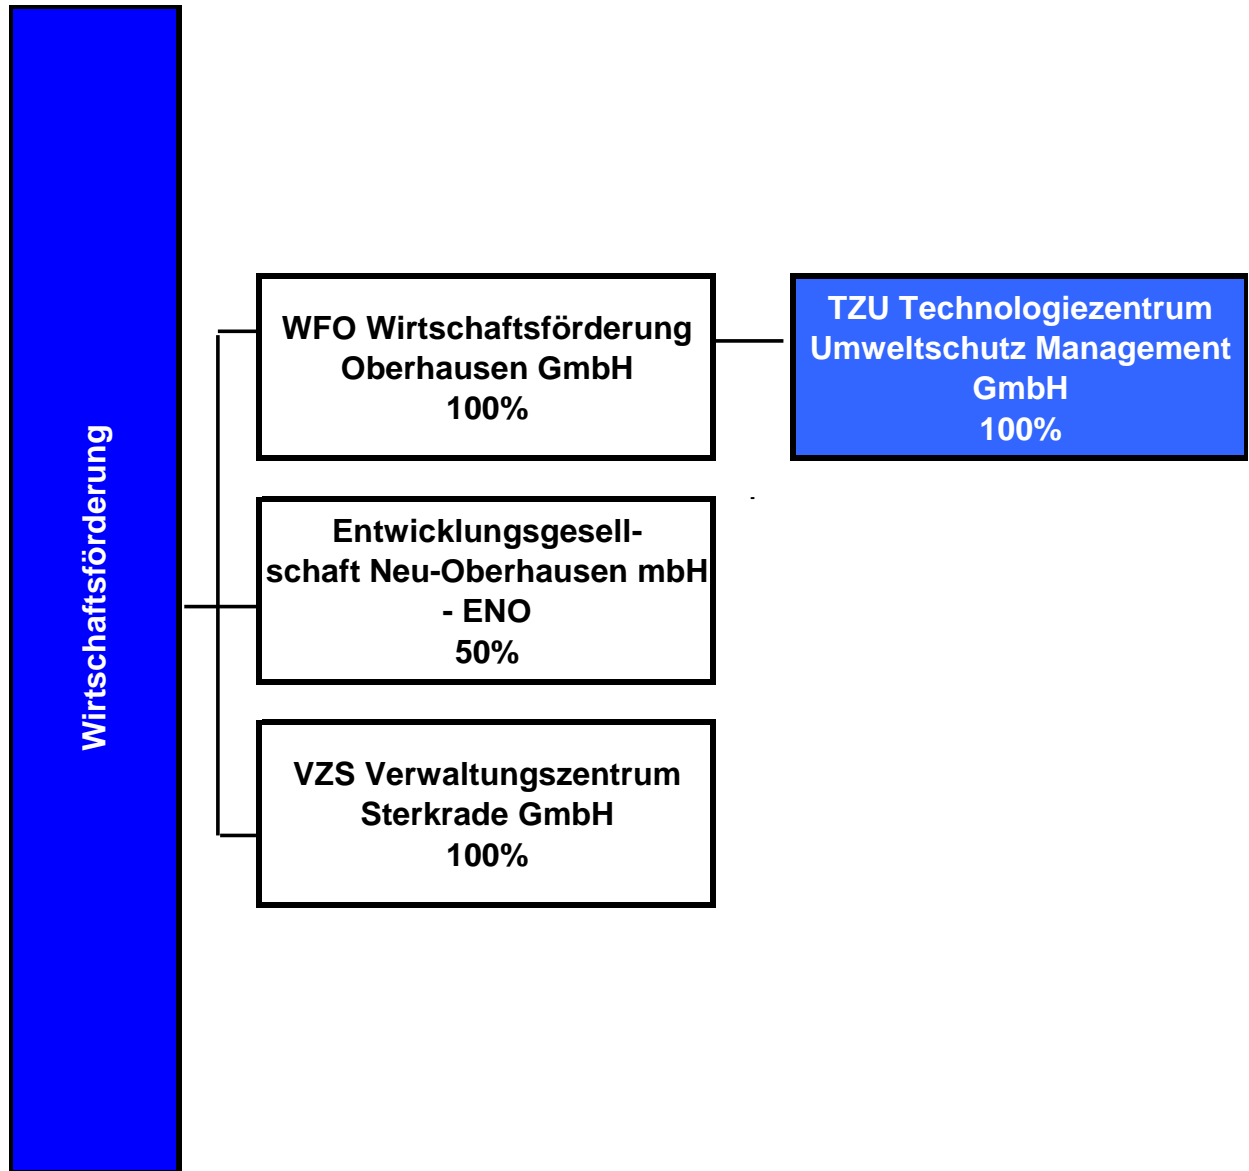 Wirtschaftsförderung
WFO Wirtschaftsförderung
Oberhausen GmbH
100%
TZU Technologiezentrum
Umweltschutz Management
GmbH
100%
Entwicklungsgesell-
schaft Neu-Oberhausen mbH
- ENO
50%
VZS Verwaltungszentrum
Sterkrade GmbH
100%